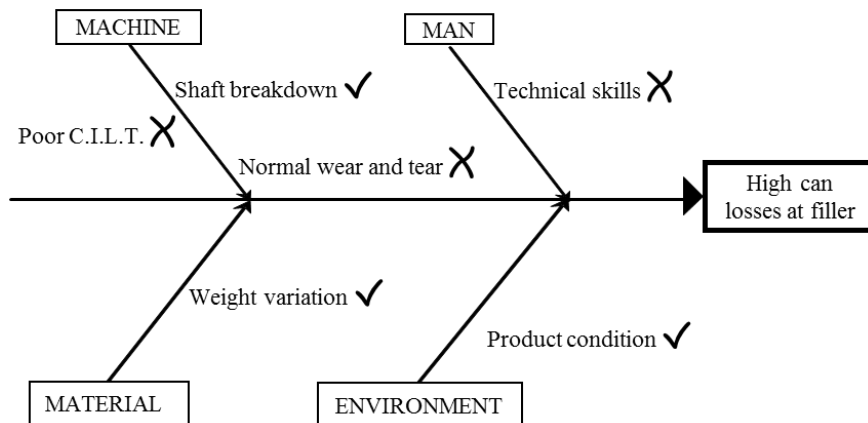 MACHINE
MAN
Shaft breakdown ✓
Technical skills ✗
Poor C.I.L.T. ✗
Normal wear and tear ✗
High can
losses at filler
Weight variation ✓
Product condition ✓
MATERIAL
ENVIRONMENT